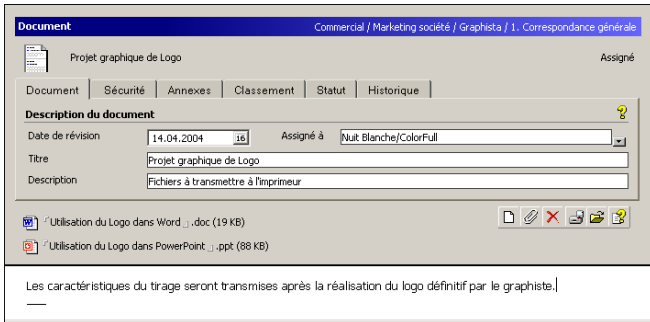 Document Commercial / Marketing société / Graphista / 1. Correspondance générale
Projet graphique de Logo Assigné
Document Sécurité Annexes Classement Statut Historique
Description du document
Date de révision 14.04.2004 16 Assigné à Nuit Blanche/ColorFull
Titre Projet graphique de Logo
Description Fichiers à transmettre à l'imprimeur
Utilisation du Logo dans Word .doc (19 KB)
Utilisation du Logo dans PowerPoint .ppt (88 KB)
Les caractéristiques du tirage seront transmises après la réalisation du logo définitif par le graphiste.